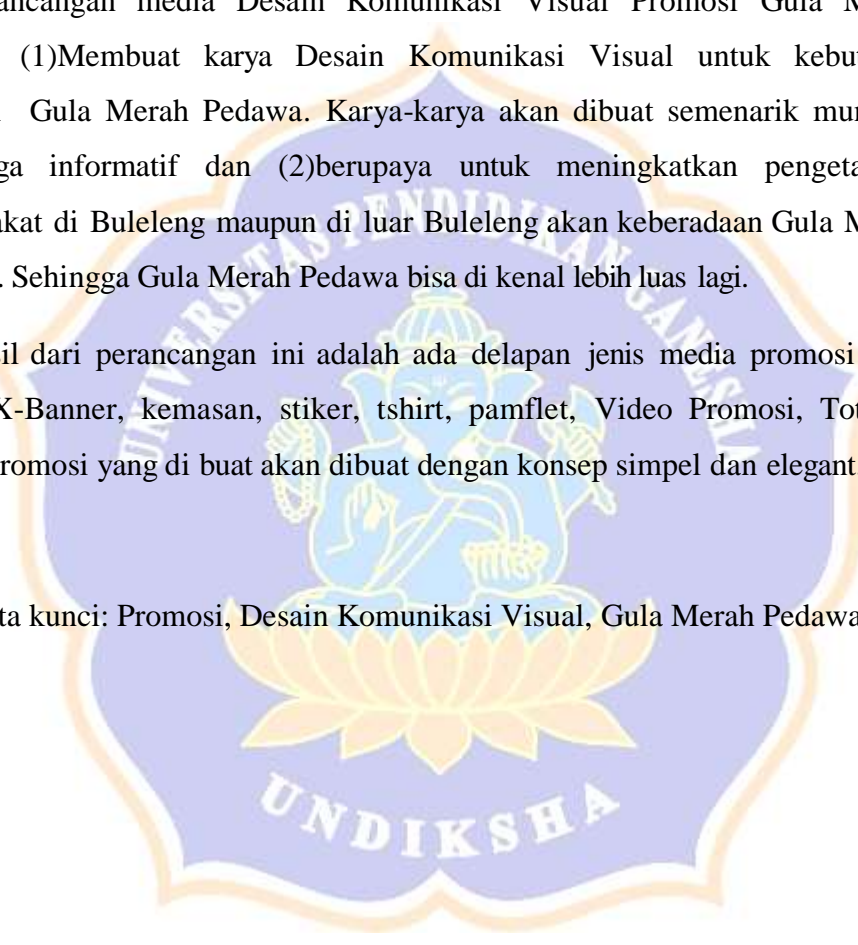 ancangan media Desain Komunikasi Visual Promosi Gula M
(1)Membuat karya Desain Komunikasi Visual untuk kebut
Gula Merah Pedawa. Karya-karya akan dibuat semenarik mun
ga informatif dan (2)berupaya untuk meningkatkan pengeta
akat di Buleleng maupun di luar Buleleng akan keberadaan Gula M
. Sehingga Gula Merah Pedawa bisa di kenal lebih luas lagi.
il dari perancangan ini adalah ada delapan jenis media promosi
X-Banner, kemasan, stiker, tshirt, pamflet, Video Promosi, Tot
romosi yang di buat akan dibuat dengan konsep simpel dan elegant.
ta kunci: Promosi, Desain Komunikasi Visual, Gula Merah Pedawa
UNIVERSITAS PENDIDIKAN GANESHA
UNDIKSHA